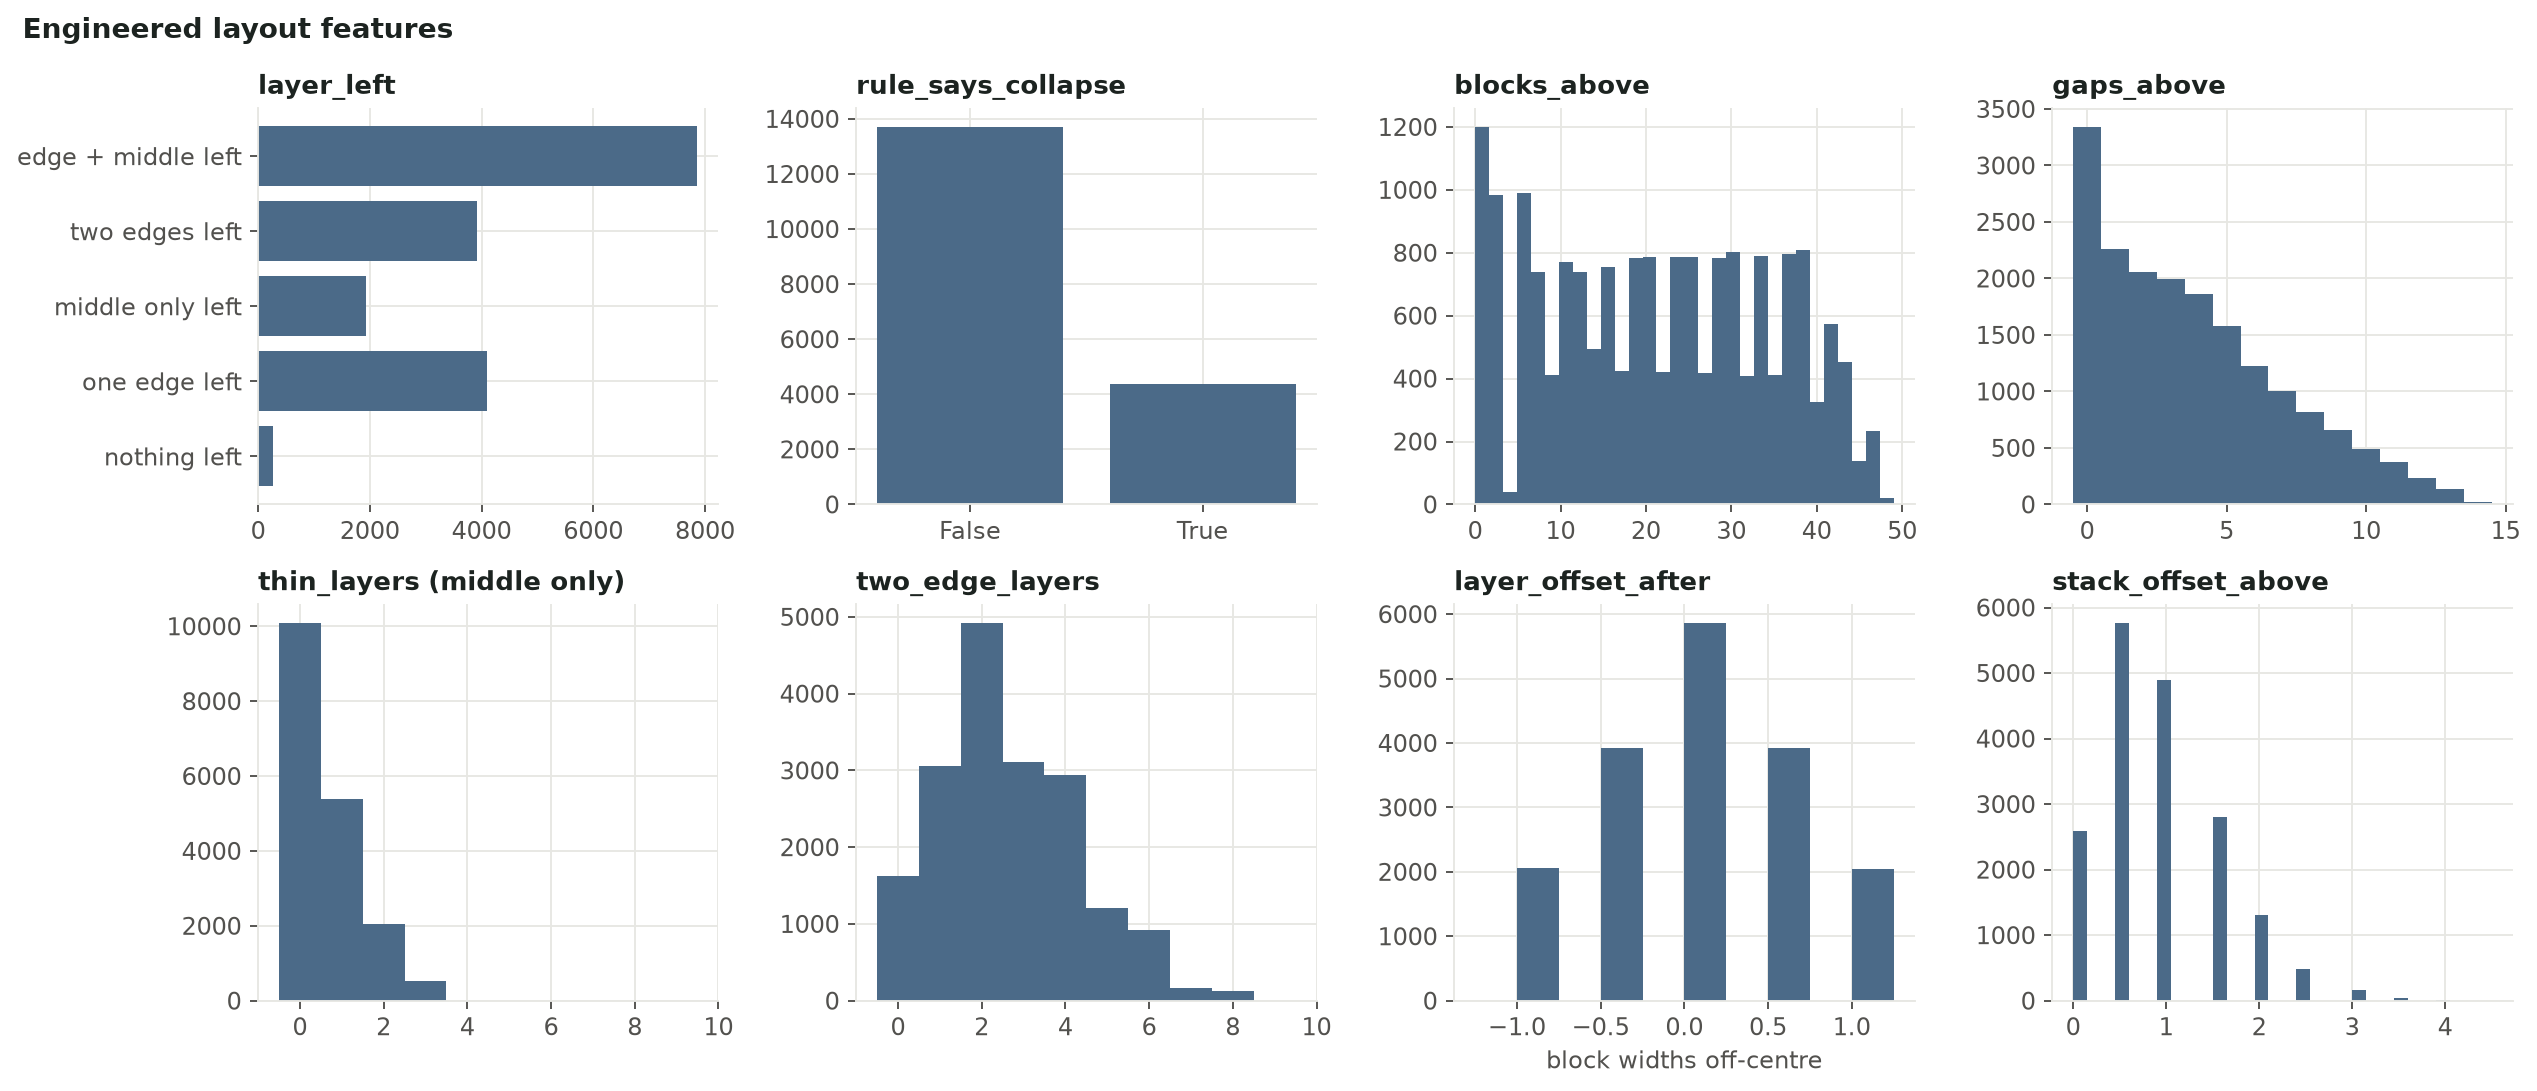 Engineered layout features
layer_left
edge + middle left
two edges left
middle only left
one edge left
nothing left
0 2000 4000 6000 8000
rule_says_collapse
14000
12000
10000
8000
6000
4000
2000
0
False True
blocks_above
1200
1000
800
600
400
200
0
0 10 20 30 40 50
gaps_above
3500
3000
2500
2000
1500
1000
500
0
0 5 10 15
thin_layers (middle only)
10000
8000
6000
4000
2000
0
0 2 4 6 8 10
two_edge_layers
5000
4000
3000
2000
1000
0
0 2 4 6 8 10
layer_offset_after
6000
5000
4000
3000
2000
1000
0
−1.0 −0.5 0.0 0.5 1.0
block widths off-centre
stack_offset_above
6000
5000
4000
3000
2000
1000
0
0 1 2 3 4